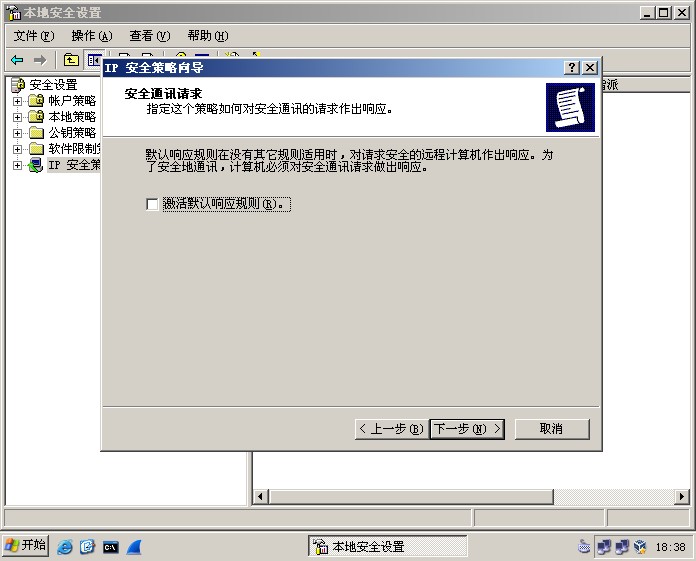 本地安全设置
文件(F) 操作(A) 查看(V) 帮助(H)
安全设置
帐户策略
本地策略
公钥策略
软件限制
IP 安全策
指派
IP 安全策略向导
安全通讯请求
指定这个策略如何对安全通讯的请求作出响应。
默认响应规则在没有其它规则适用时，对请求安全的远程计算机作出响应。为
了安全地通讯，计算机必须对安全通讯请求做出响应。
激活默认响应规则(R)。
< 上一步(B) 下一步(N) > 取消
开始
本地安全设置
18:38